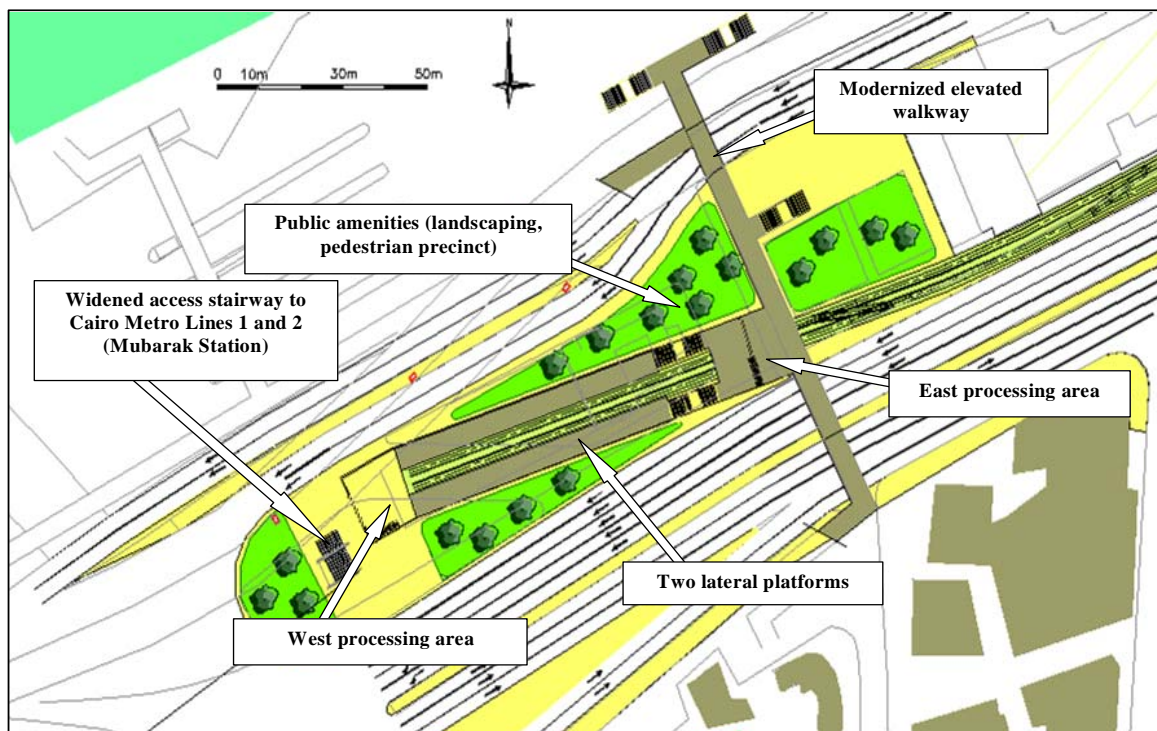 N
0 10m 30m 50m
Modernized elevated
walkway
Public amenities (landscaping,
pedestrian precinct)
Widened access stairway to
Cairo Metro Lines 1 and 2
(Mubarak Station)
East processing area
Two lateral platforms
West processing area